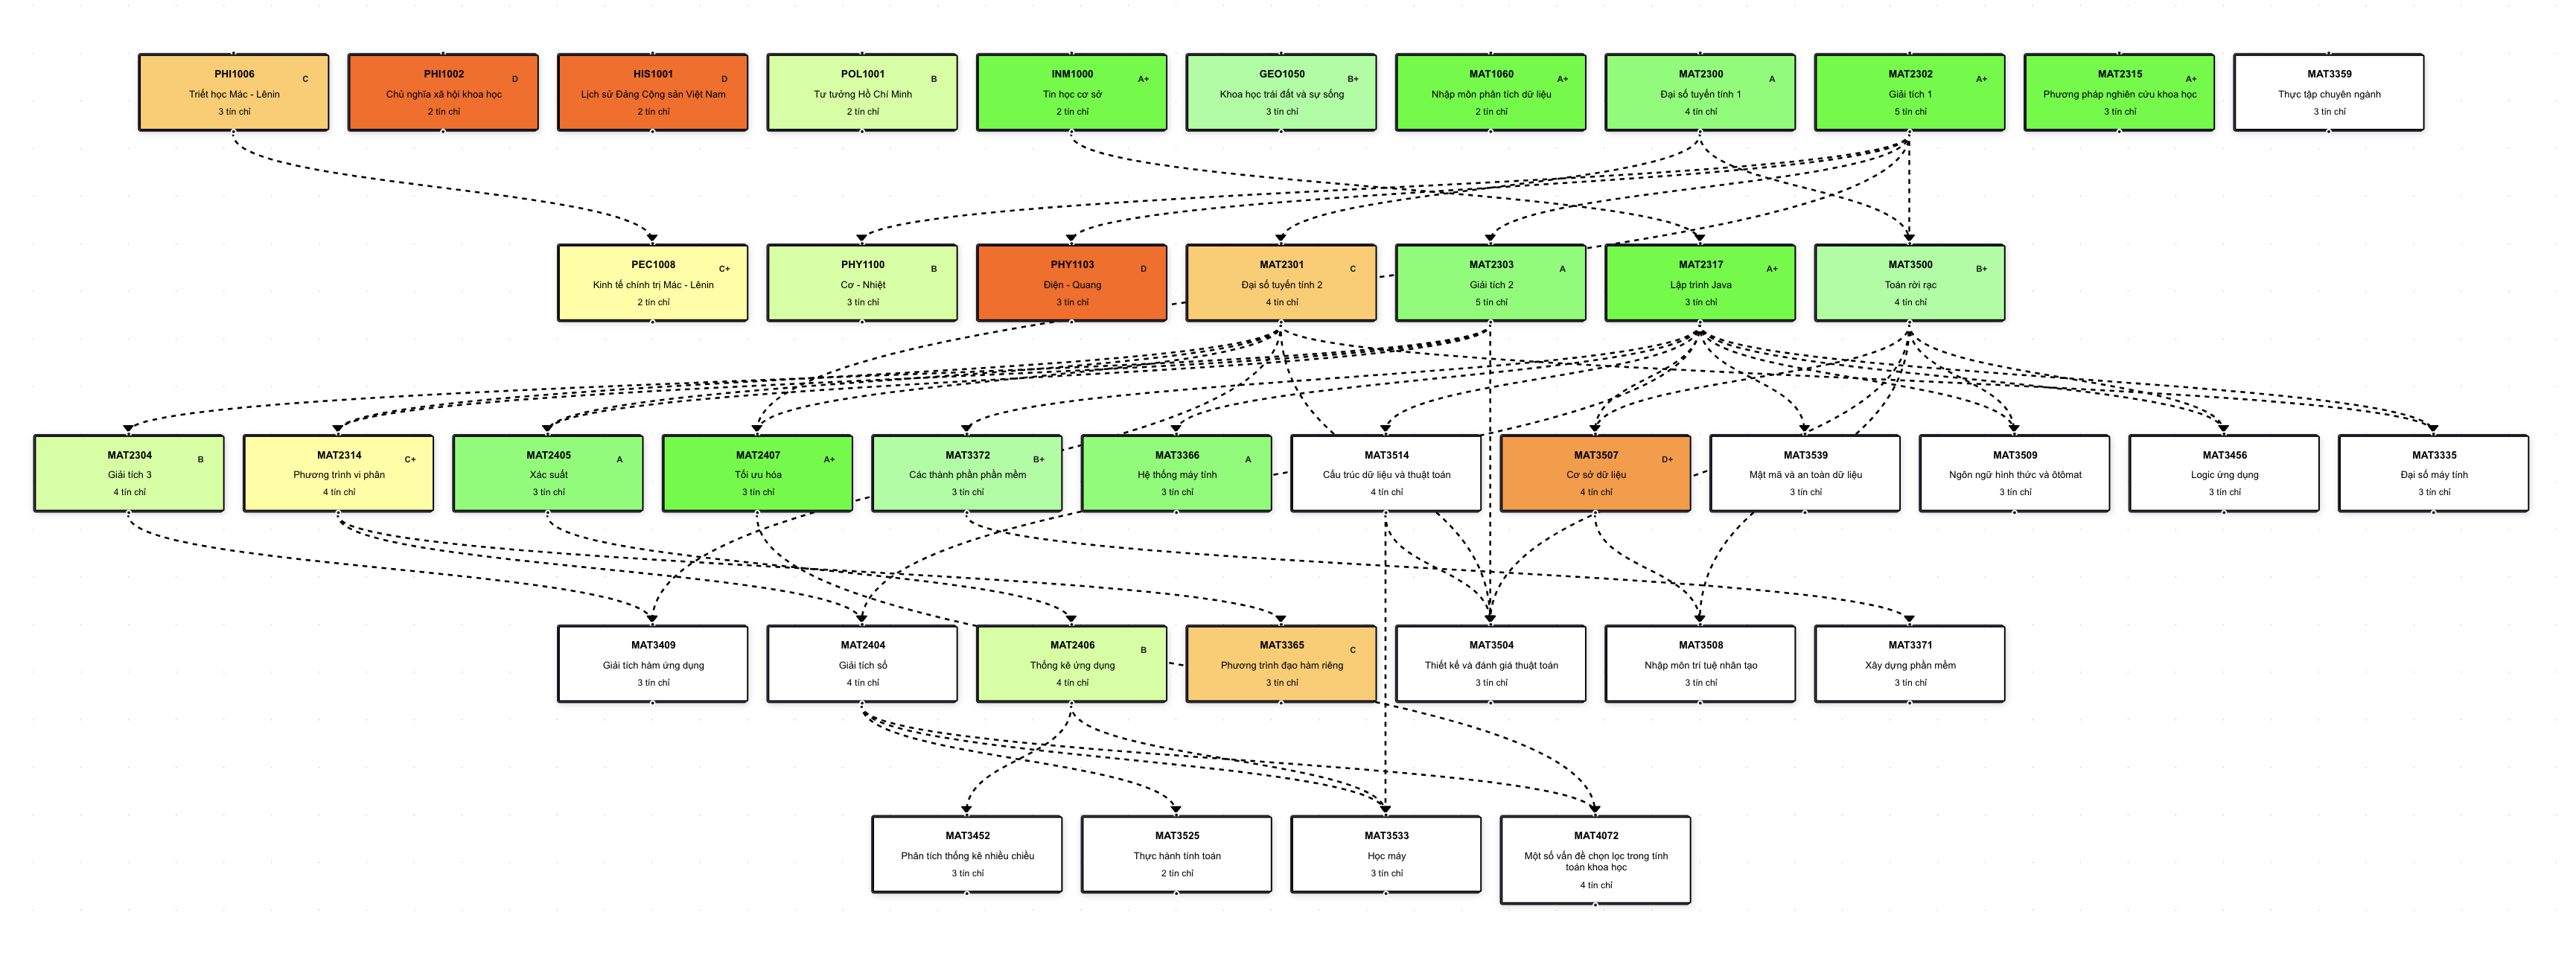 PHI1006
C
Triết học Mác - Lênin
3 tín chỉ
PHI1002
D
Chủ nghĩa xã hội khoa học
2 tín chỉ
HIS1001
D
Lịch sử Đảng Cộng sản Việt Nam
2 tín chỉ
POL1001
B
Tư tưởng Hồ Chí Minh
2 tín chỉ
INM1000
A+
Tin học cơ sở
2 tín chỉ
GEO1050
B+
Khoa học trái đất và sự sống
3 tín chỉ
MAT1060
A+
Nhập môn phân tích dữ liệu
2 tín chỉ
MAT2300
A
Đại số tuyến tính 1
4 tín chỉ
MAT2302
A+
Giải tích 1
5 tín chỉ
MAT2315
A+
Phương pháp nghiên cứu khoa học
3 tín chỉ
MAT3359
Thực tập chuyên ngành
3 tín chỉ
PEC1008
C+
Kinh tế chính trị Mác - Lênin
2 tín chỉ
PHY1100
B
Cơ - Nhiệt
3 tín chỉ
PHY1103
D
Điện - Quang
3 tín chỉ
MAT2301
C
Đại số tuyến tính 2
4 tín chỉ
MAT2303
A
Giải tích 2
5 tín chỉ
MAT2317
A+
Lập trình Java
3 tín chỉ
MAT3500
B+
Toán rời rạc
4 tín chỉ
MAT2304
B
Giải tích 3
4 tín chỉ
MAT2314
C+
Phương trình vi phân
4 tín chỉ
MAT2405
A
Xác suất
3 tín chỉ
MAT2407
A+
Tối ưu hóa
3 tín chỉ
MAT3372
B+
Các thành phần phần mềm
3 tín chỉ
MAT3366
A
Hệ thống máy tính
3 tín chỉ
MAT3514
Cấu trúc dữ liệu và thuật toán
4 tín chỉ
MAT3507
D+
Cơ sở dữ liệu
4 tín chỉ
MAT3539
Mật mã và an toàn dữ liệu
3 tín chỉ
MAT3509
Ngôn ngữ hình thức và ôtômat
3 tín chỉ
MAT3456
Logic ứng dụng
3 tín chỉ
MAT3335
Đại số máy tính
3 tín chỉ
MAT3409
Giải tích hàm ứng dụng
3 tín chỉ
MAT2404
Giải tích số
4 tín chỉ
MAT2406
B
Thống kê ứng dụng
4 tín chỉ
MAT3365
C
Phương trình đạo hàm riêng
3 tín chỉ
MAT3504
Thiết kế và đánh giá thuật toán
3 tín chỉ
MAT3508
Nhập môn trí tuệ nhân tạo
3 tín chỉ
MAT3371
Xây dựng phần mềm
3 tín chỉ
MAT3452
Phân tích thống kê nhiều chiều
3 tín chỉ
MAT3525
Thực hành tính toán
2 tín chỉ
MAT3533
Học máy
3 tín chỉ
MAT4072
Một số vấn đề chọn lọc trong tính
toán khoa học
4 tín chỉ